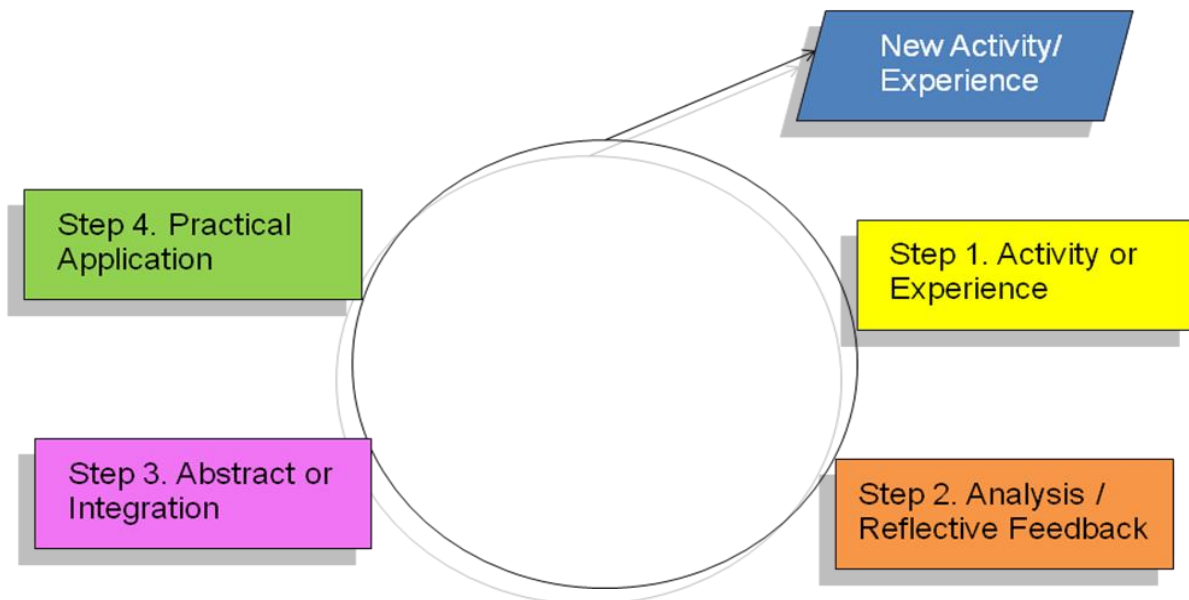 New Activity/
Experience
Step 4. Practical
Application
Step 1. Activity or
Experience
Step 3. Abstract or
Integration
Step 2. Analysis /
Reflective Feedback